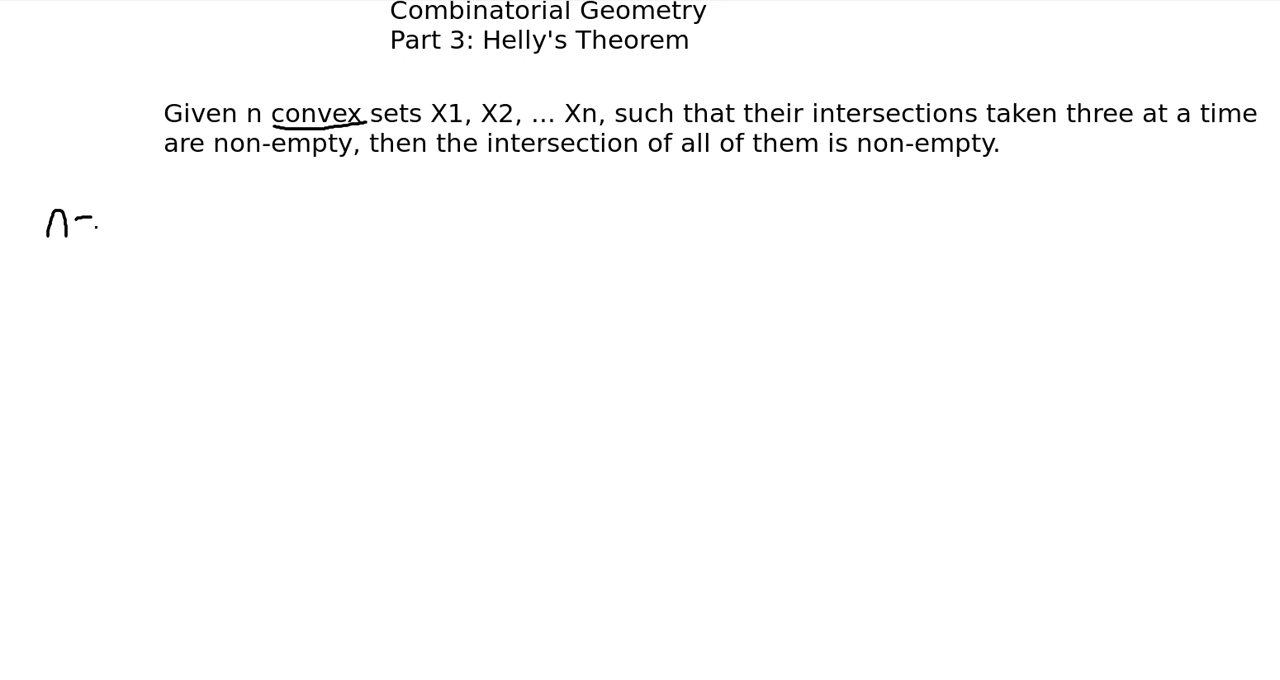 Combinatorial Geometry
Part 3: Helly's Theorem
Given n convex sets X1, X2, ... Xn, such that their intersections taken three at a time
are non-empty, then the intersection of all of them is non-empty.
n